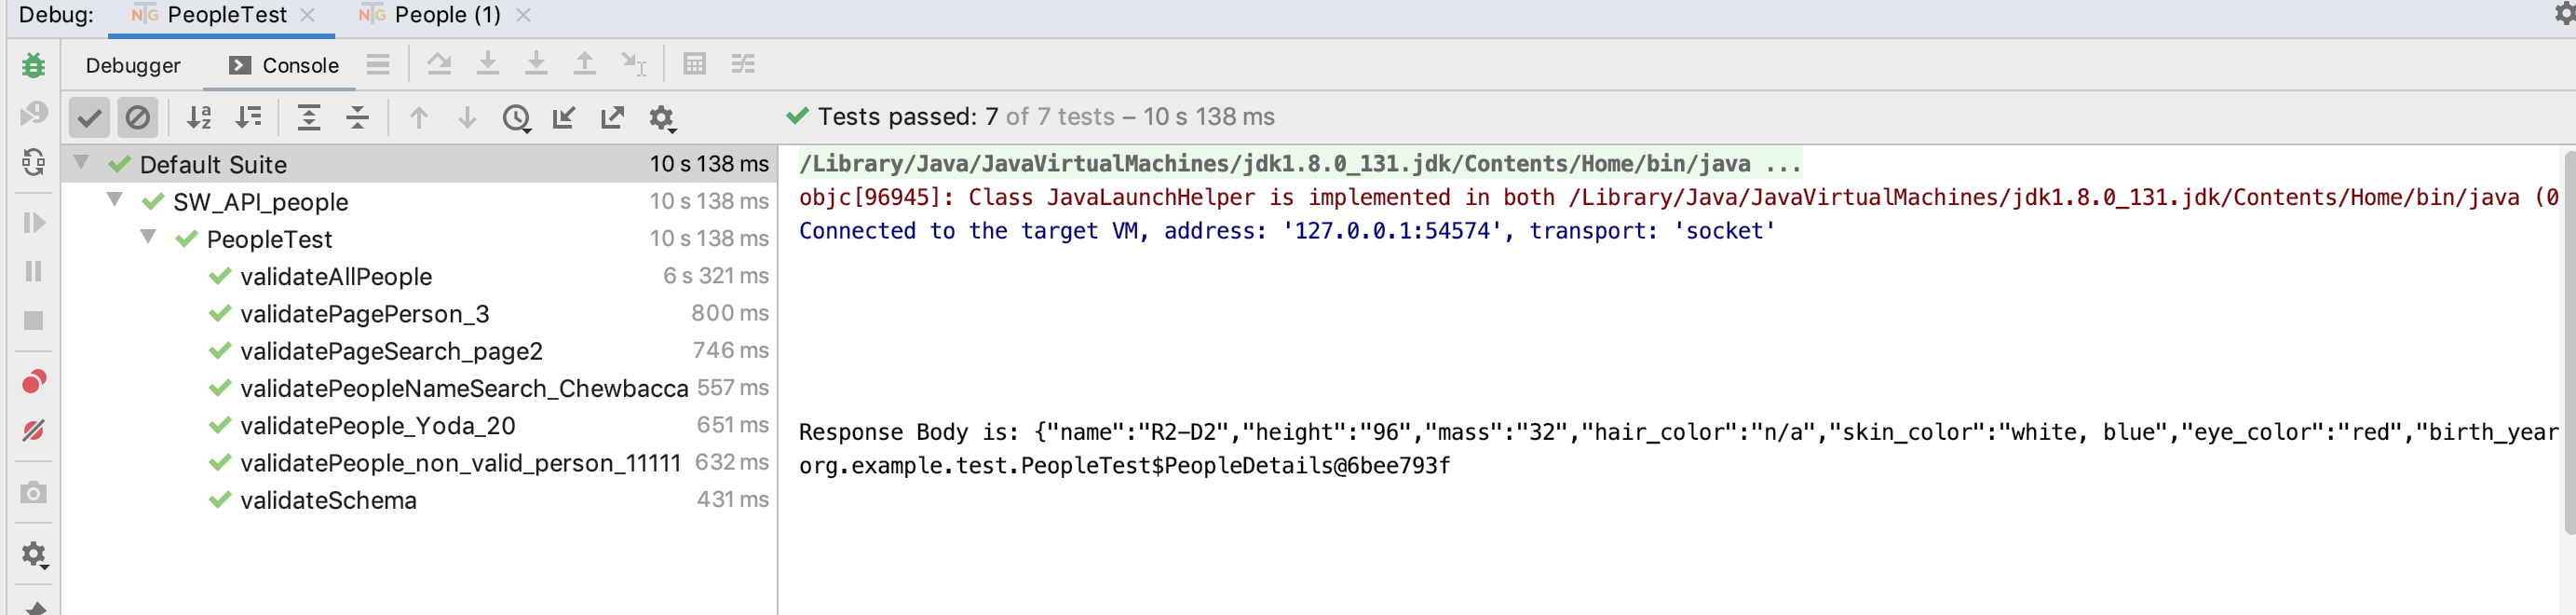 Debug: PeopleTest People (1)
Debugger Console
Tests passed: 7 of 7 tests – 10 s 138 ms
Default Suite 10 s 138 ms
SW_API_people 10 s 138 ms
PeopleTest 10 s 138 ms
validateAllPeople 6 s 321 ms
validatePagePerson_3 800 ms
validatePageSearch_page2 746 ms
validatePeopleNameSearch_Chewbacca 557 ms
validatePeople_Yoda_20 651 ms
validatePeople_non_valid_person_11111 632 ms
validateSchema 431 ms
/Library/Java/JavaVirtualMachines/jdk1.8.0_131.jdk/Contents/Home/bin/java ...
objc[96945]: Class JavaLaunchHelper is implemented in both /Library/Java/JavaVirtualMachines/jdk1.8.0_131.jdk/Contents/Home/bin/java (0
Connected to the target VM, address: '127.0.0.1:54574', transport: 'socket'
Response Body is: {"name":"R2-D2","height":"96","mass":"32","hair_color":"n/a","skin_color":"white, blue","eye_color":"red","birth_year
org.example.test.PeopleTest$PeopleDetails@6bee793f